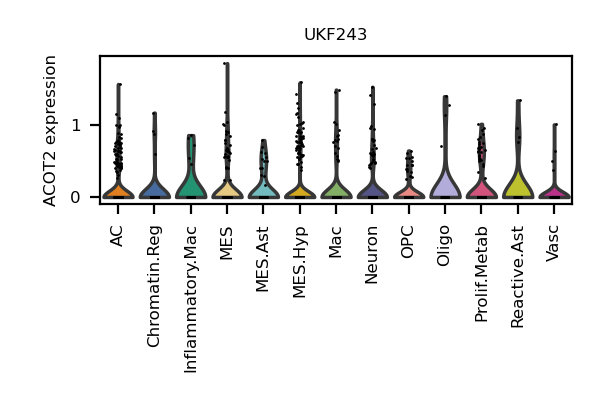 UKF243
ACOT2 expression
1
0
AC
Chromatin.Reg
Inflammatory.Mac
MES
MES.Ast
MES.Hyp
Mac
Neuron
OPC
Oligo
Prolif.Metab
Reactive.Ast
Vasc